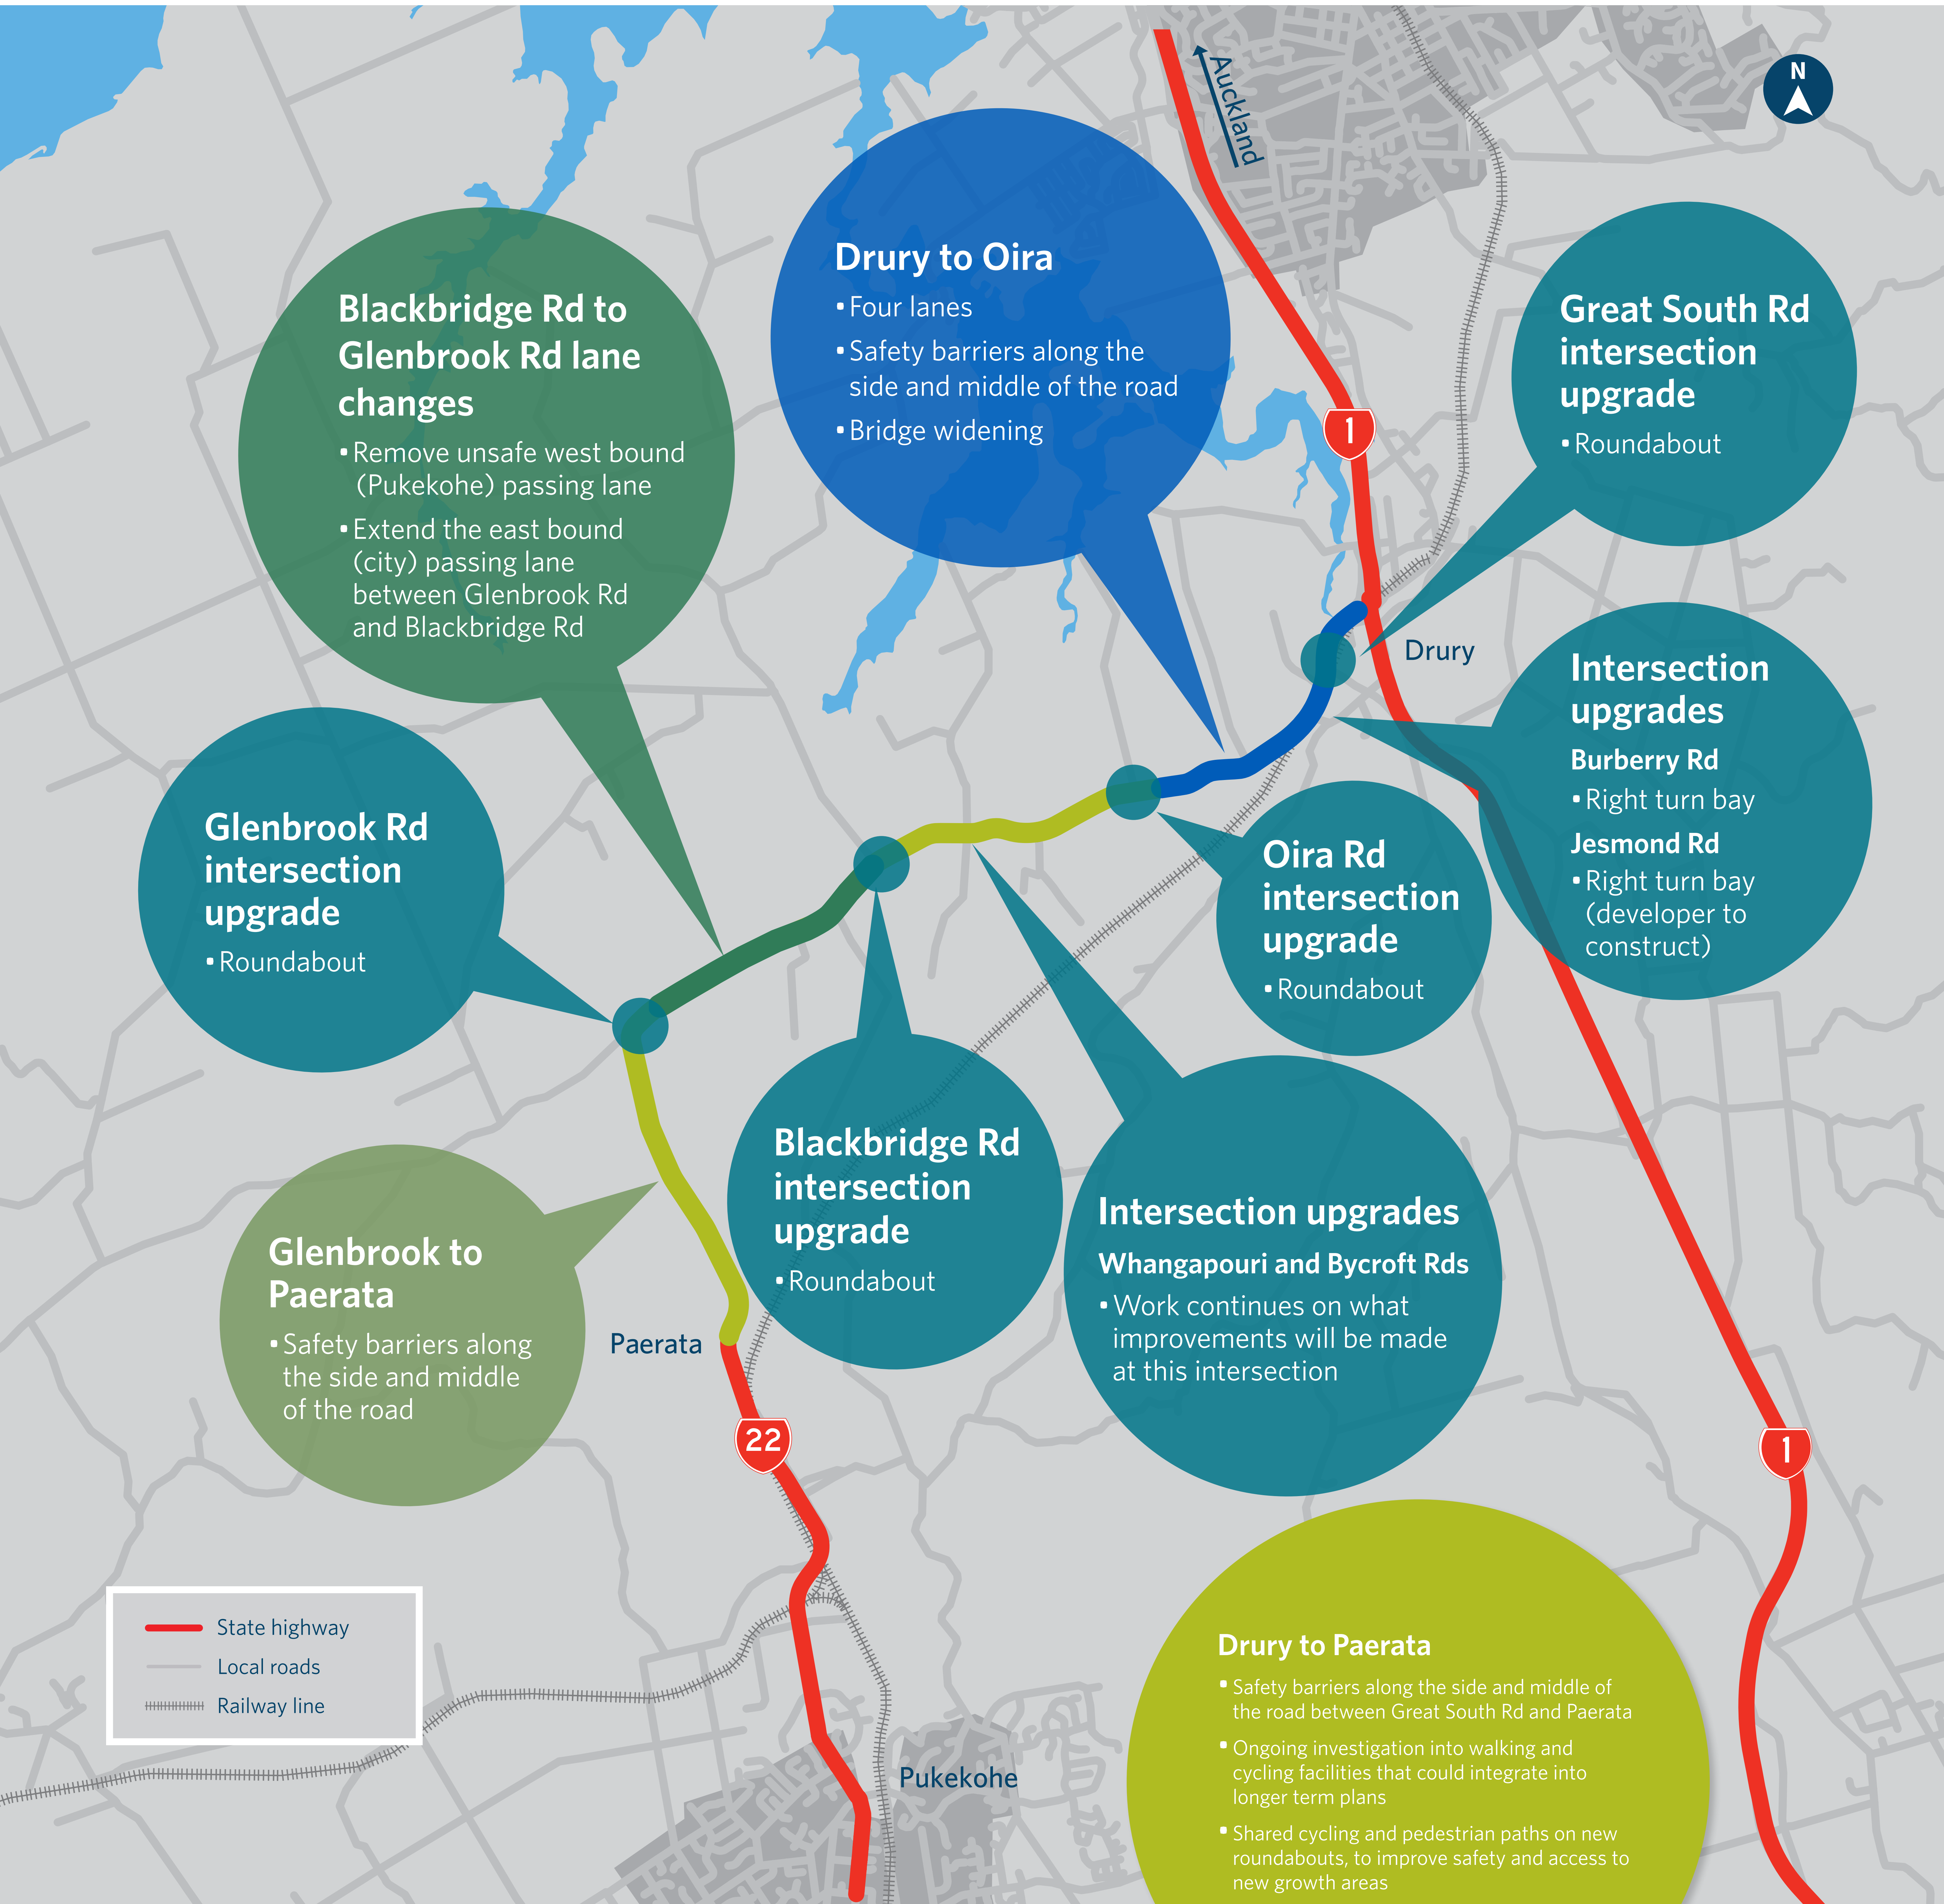 N
Auckland
Drury to Oira
▪ Four lanes
▪ Safety barriers along the
side and middle of the road
▪ Bridge widening
Blackbridge Rd to
Glenbrook Rd lane
changes
▪ Remove unsafe west bound
(Pukekohe) passing lane
▪ Extend the east bound
(city) passing lane
between Glenbrook Rd
and Blackbridge Rd
Great South Rd
intersection
upgrade
▪ Roundabout
1
Drury
Intersection
upgrades
Burberry Rd
▪ Right turn bay
Jesmond Rd
▪ Right turn bay
(developer to
construct)
Glenbrook Rd
intersection
upgrade
▪ Roundabout
Oira Rd
intersection
upgrade
▪ Roundabout
Blackbridge Rd
intersection
upgrade
▪ Roundabout
Intersection upgrades
Whangapouri and Bycroft Rds
▪ Work continues on what
improvements will be made
at this intersection
Glenbrook to
Paerata
▪ Safety barriers along
the side and middle
of the road
Paerata
22
1
State highway
Local roads
Railway line
Pukekohe
Drury to Paerata
▪ Safety barriers along the side and middle of
the road between Great South Rd and Paerata
▪ Ongoing investigation into walking and
cycling facilities that could integrate into
longer term plans
▪ Shared cycling and pedestrian paths on new
roundabouts, to improve safety and access to
new growth areas